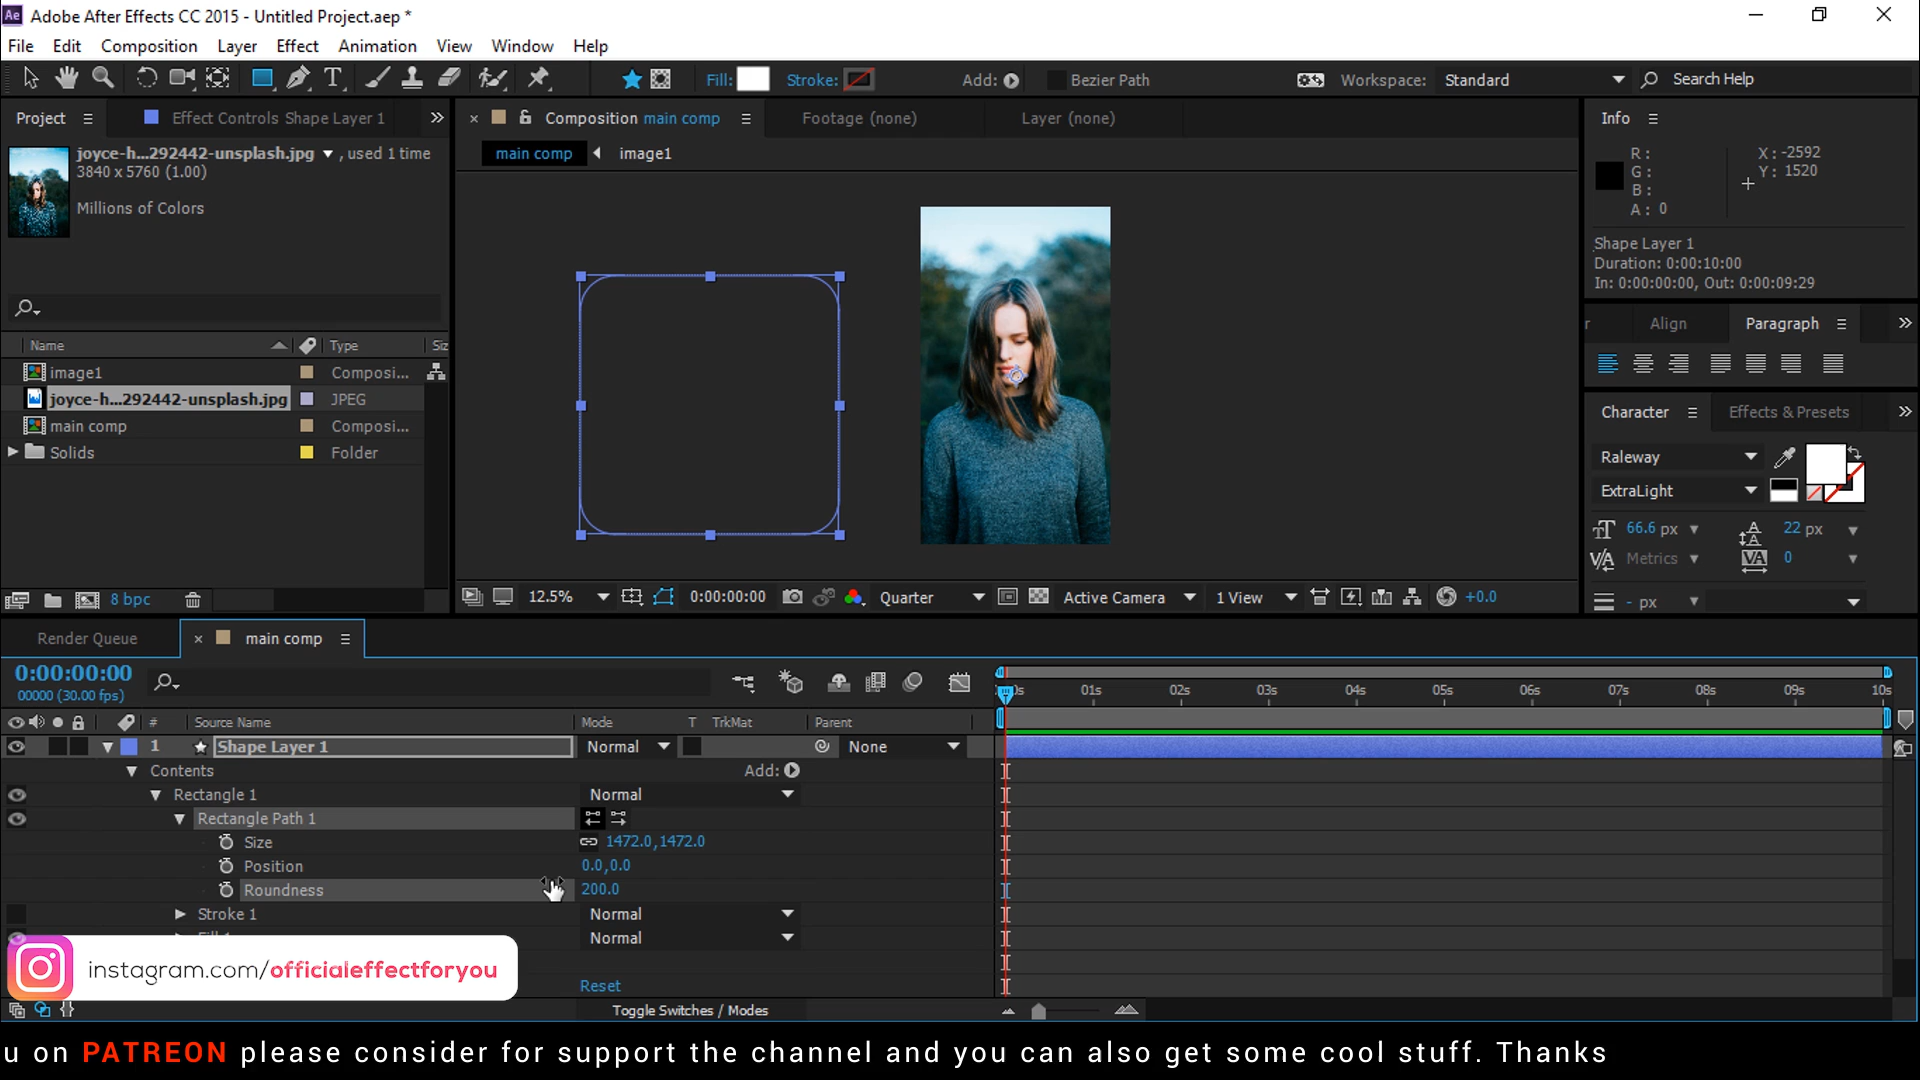 Ae Adobe After Effects CC 2015 - Untitled Project.aep *
File Edit Composition Layer Effect Animation View Window Help
Fill: Stroke: Add: Bezier Path Workspace: Standard Search Help
Project Effect Controls Shape Layer 1
Composition main comp Footage (none) Layer (none)
Info
joyce-h...292442-unsplash.jpg , used 1 time
3840 x 5760 (1.00)
Millions of Colors
main comp image1
R: X: -2592
G: Y: 1520
B:
A: 0
Shape Layer 1
Duration: 0:00:10:00
In: 0:00:00:00, Out: 0:00:09:29
r Align Paragraph
Name Type Siz
image1 Composi...
joyce-h...292442-unsplash.jpg JPEG
main comp Composi...
Solids Folder
8 bpc
Character Effects & Presets
Raleway
ExtraLight
66.6 px 22 px
Metrics 0
- px
12.5% 0:00:00:00 Quarter Active Camera 1 View +0.0
Render Queue main comp
0:00:00:00
00000 (30.00 fps)
0s 01s 02s 03s 04s 05s 06s 07s 08s 09s 10s
# Source Name Mode T TrkMat Parent
1 Shape Layer 1 Normal None
Contents Add:
Rectangle 1 Normal
Rectangle Path 1
Size 1472.0,1472.0
Position 0.0,0.0
Roundness 200.0
Stroke 1 Normal
Fill 1 Normal
instagram.com/officialeffectforyou
Reset
Toggle Switches / Modes
u on PATREON please consider for support the channel and you can also get some cool stuff. Thanks